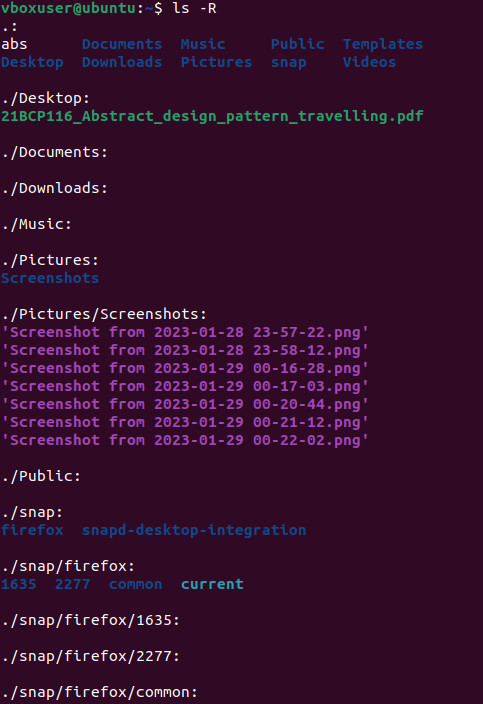 vboxuser@ubuntu:~$ ls -R
.:
abs      Documents  Music     Public  Templates
Desktop  Downloads  Pictures  snap    Videos
./Desktop:
21BCP116_Abstract_design_pattern_travelling.pdf
./Documents:
./Downloads:
./Music:
./Pictures:
Screenshots
./Pictures/Screenshots:
'Screenshot from 2023-01-28 23-57-22.png'
'Screenshot from 2023-01-28 23-58-12.png'
'Screenshot from 2023-01-29 00-16-28.png'
'Screenshot from 2023-01-29 00-17-03.png'
'Screenshot from 2023-01-29 00-20-44.png'
'Screenshot from 2023-01-29 00-21-12.png'
'Screenshot from 2023-01-29 00-22-02.png'
./Public:
./snap:
firefox  snapd-desktop-integration
./snap/firefox:
1635  2277  common  current
./snap/firefox/1635:
./snap/firefox/2277:
./snap/firefox/common: